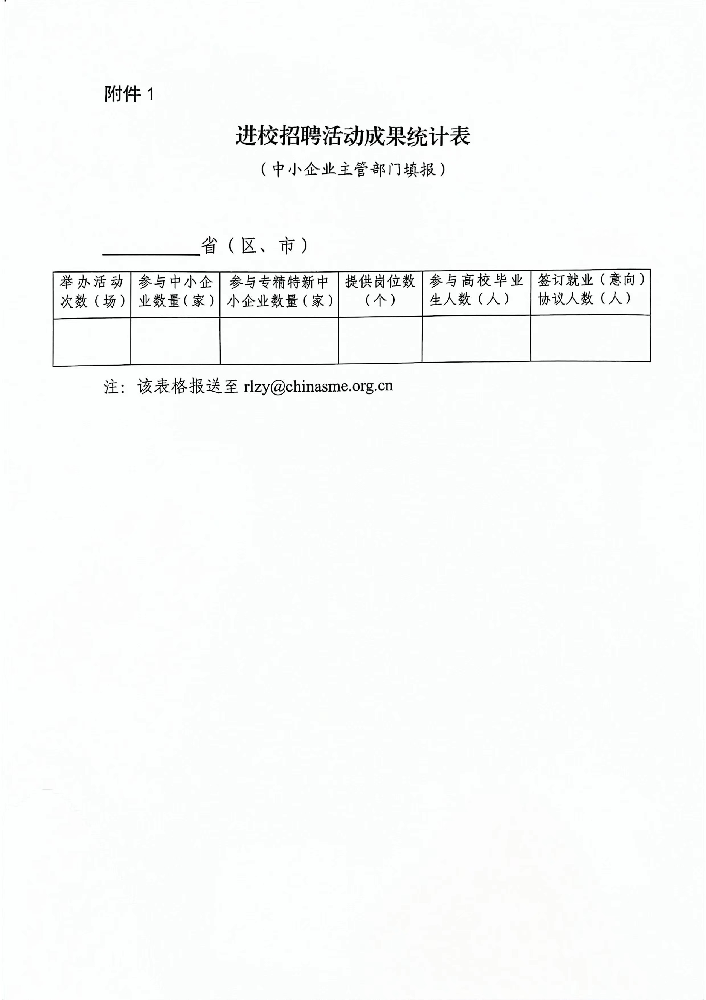 附件 1
进校招聘活动成果统计表
（中小企业主管部门填报）
省（区、市）
举办活动
次数（场）
参与中小企
业数量（家）
参与专精特新中
小企业数量（家）
提供岗位数
（个）
参与高校毕业
生人数（人）
签订就业（意向）
协议人数（人）
注：该表格报送至 rlzy@chinasme.org.cn